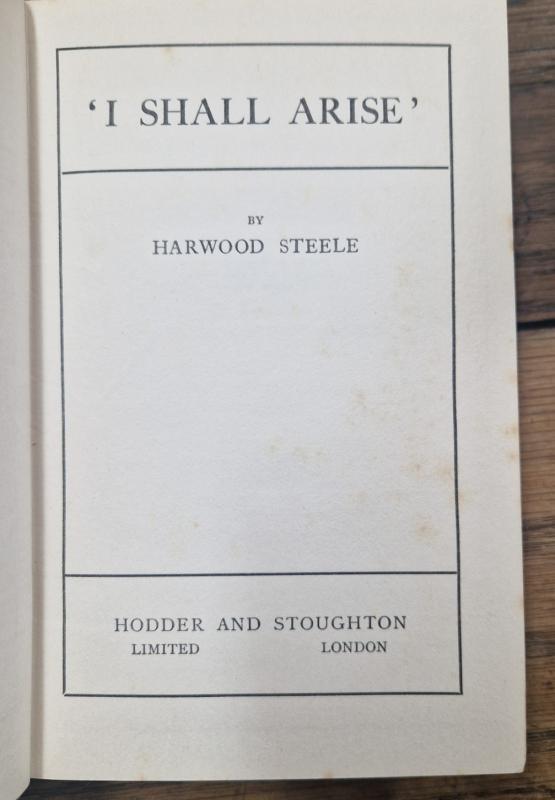 ‘I SHALL ARISE’
BY
HARWOOD STEELE
HODDER AND STOUGHTON
LIMITED LONDON